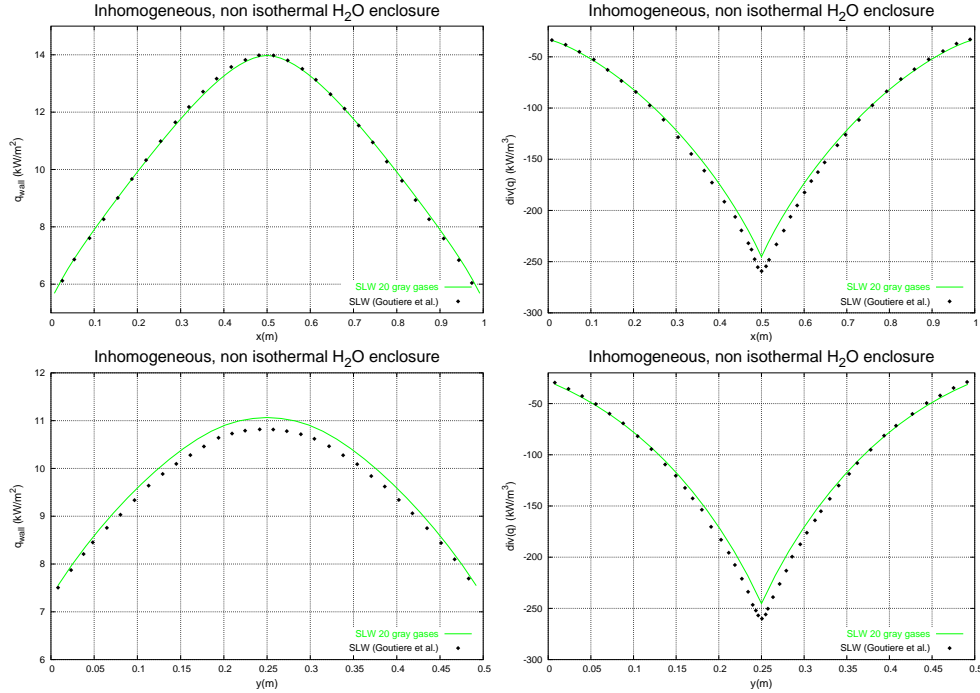 Inhomogeneous, non isothermal H2O enclosure
14
12
10
8
6
q_wall (kW/m²)
SLW 20 gray gases
SLW (Goutiere et al.)
0 0.1 0.2 0.3 0.4 0.5 0.6 0.7 0.8 0.9 1
x(m)
Inhomogeneous, non isothermal H2O enclosure
-50
-100
-150
-200
-250
-300
div(q) (kW/m³)
SLW 20 gray gases
SLW (Goutiere et al.)
0 0.1 0.2 0.3 0.4 0.5 0.6 0.7 0.8 0.9 1
x(m)
Inhomogeneous, non isothermal H2O enclosure
12
11
10
9
8
7
6
q_wall (kW/m²)
SLW 20 gray gases
SLW (Goutiere et al.)
0 0.05 0.1 0.15 0.2 0.25 0.3 0.35 0.4 0.45 0.5
y(m)
Inhomogeneous, non isothermal H2O enclosure
-50
-100
-150
-200
-250
-300
div(q) (kW/m³)
SLW 20 gray gases
SLW (Goutiere et al.)
0 0.05 0.1 0.15 0.2 0.25 0.3 0.35 0.4 0.45 0.5
y(m)